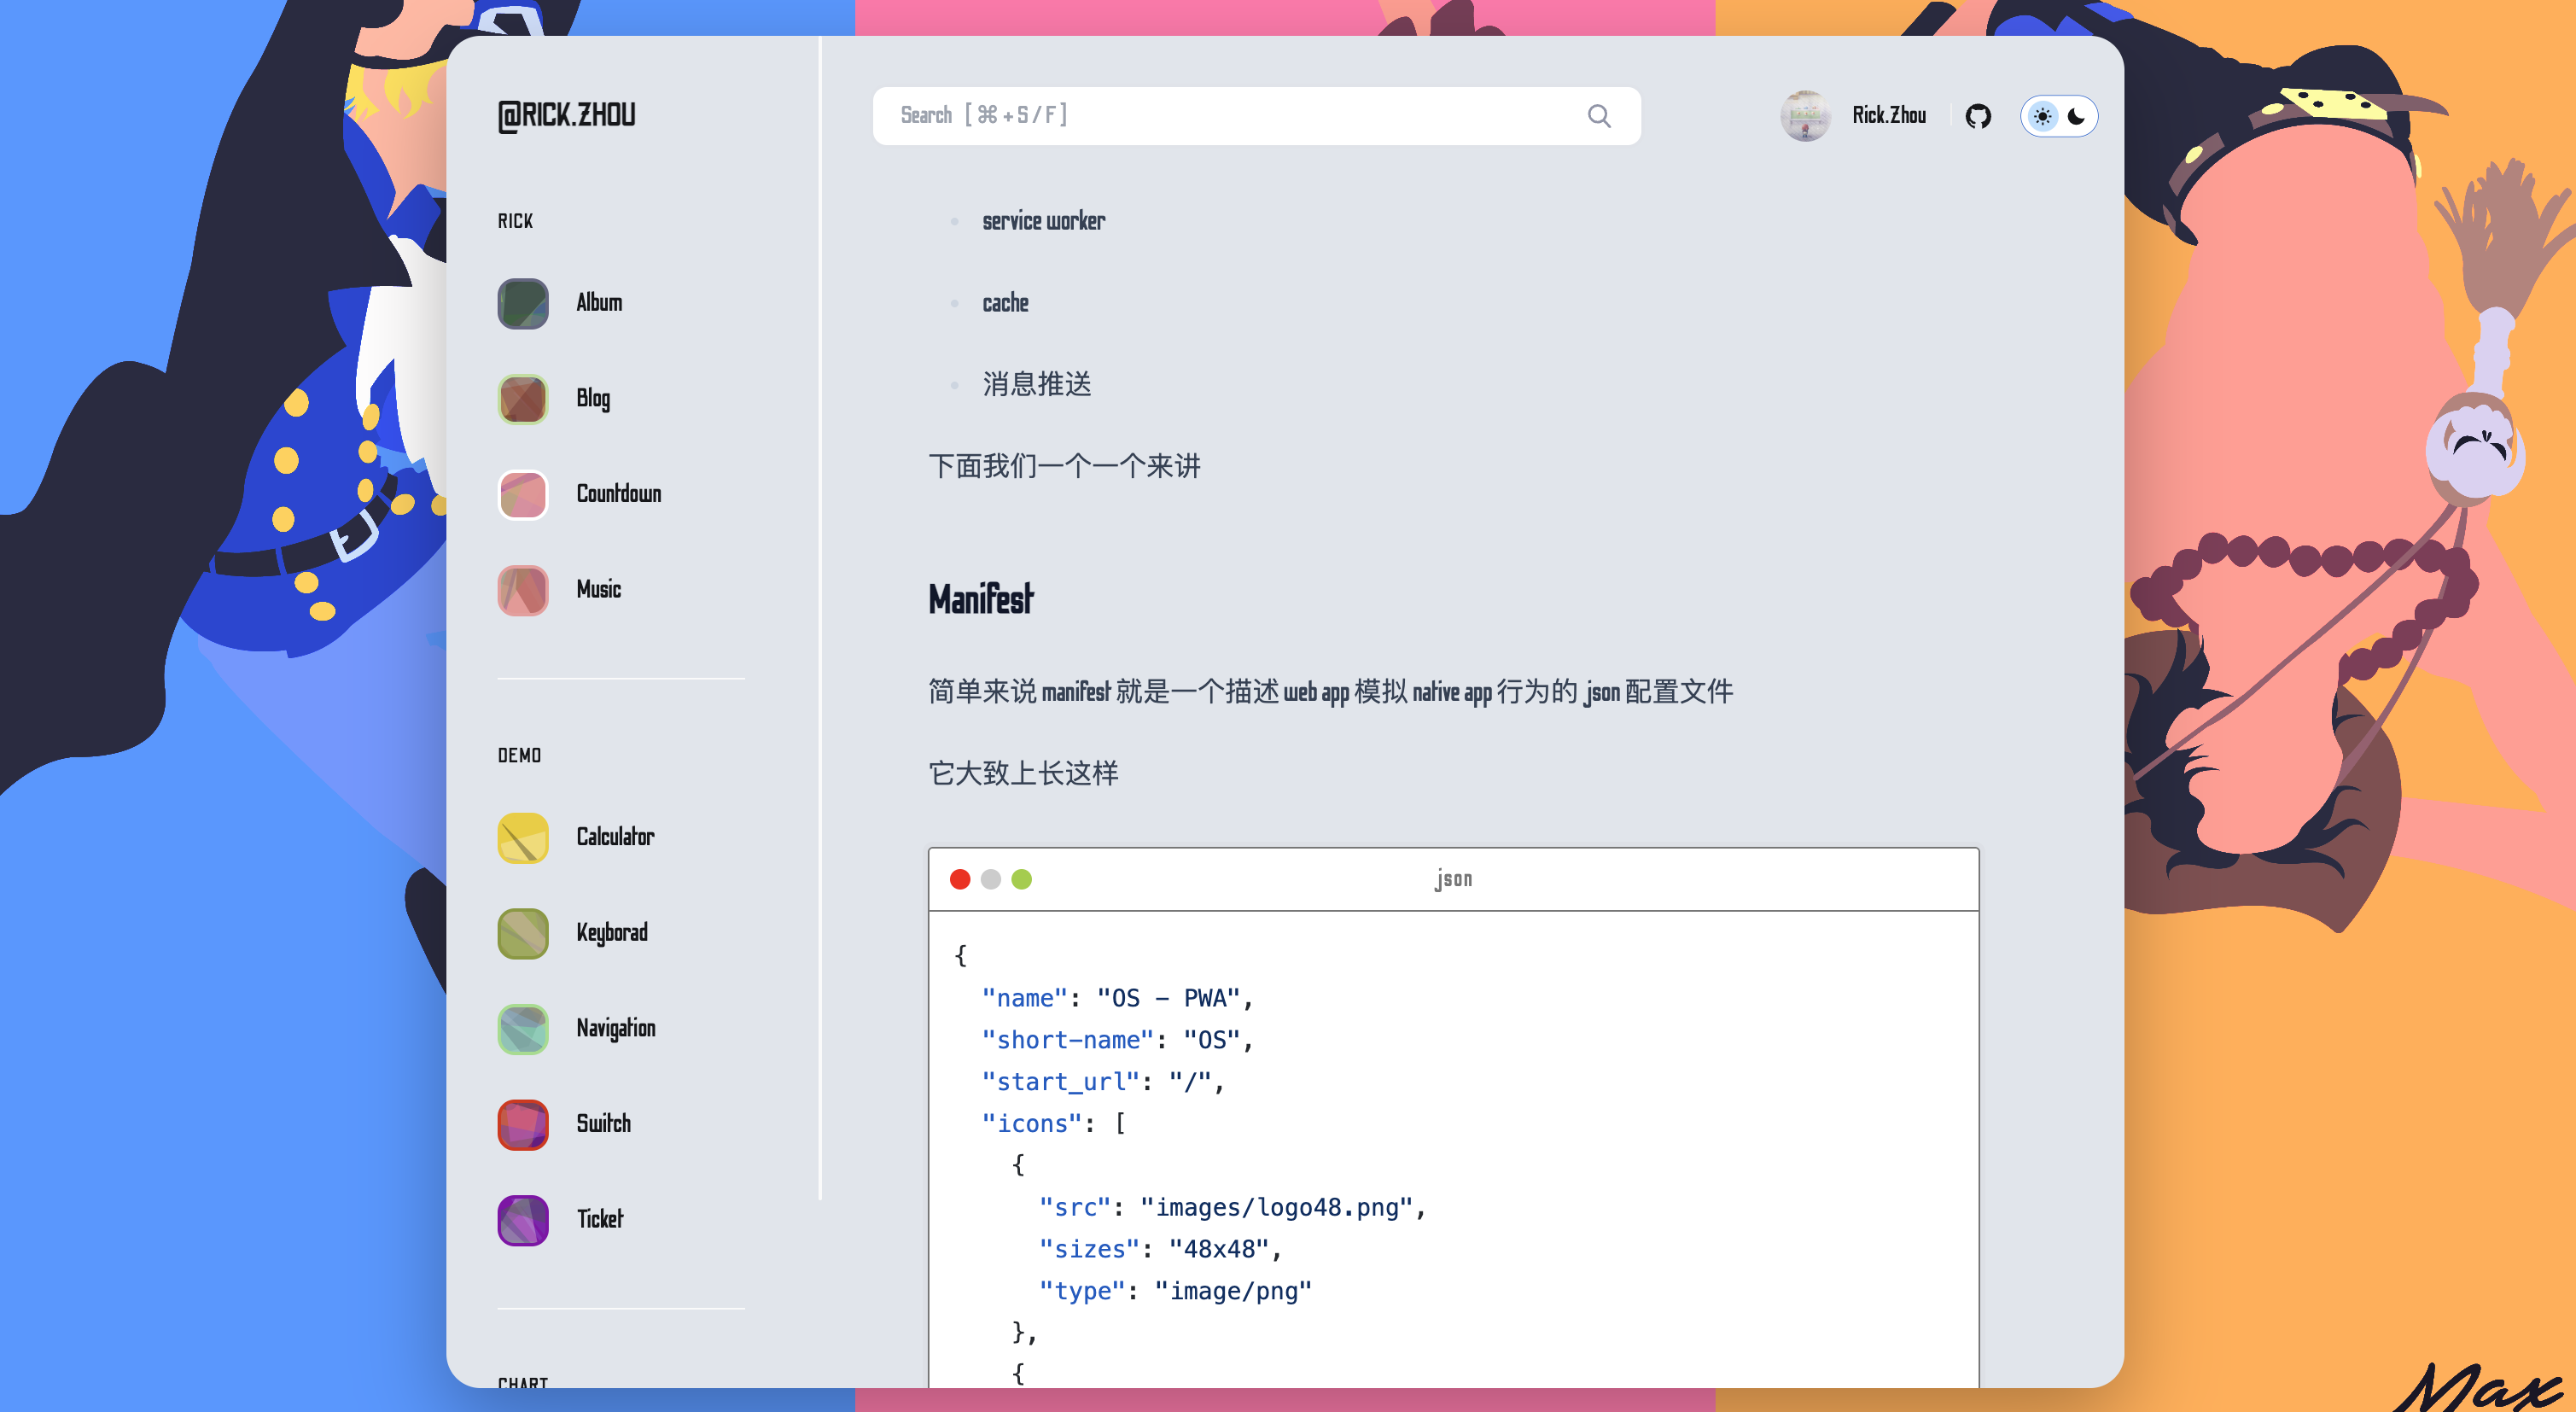 @RICK.ZHOU
Search [ ⌘ + S / F ]
Rick.Zhou
RICK
Album
Blog
Countdown
Music
DEMO
Calculator
Keyborad
Navigation
Switch
Ticket
CHART
service worker
cache
消息推送
下面我们一个一个来讲
Manifest
简单来说 manifest 就是一个描述 web app 模拟 native app 行为的 json 配置文件
它大致上长这样
json
{
"name": "OS - PWA",
"short-name": "OS",
"start_url": "/",
"icons": [
{
"src": "images/logo48.png",
"sizes": "48x48",
"type": "image/png"
},
{
Max